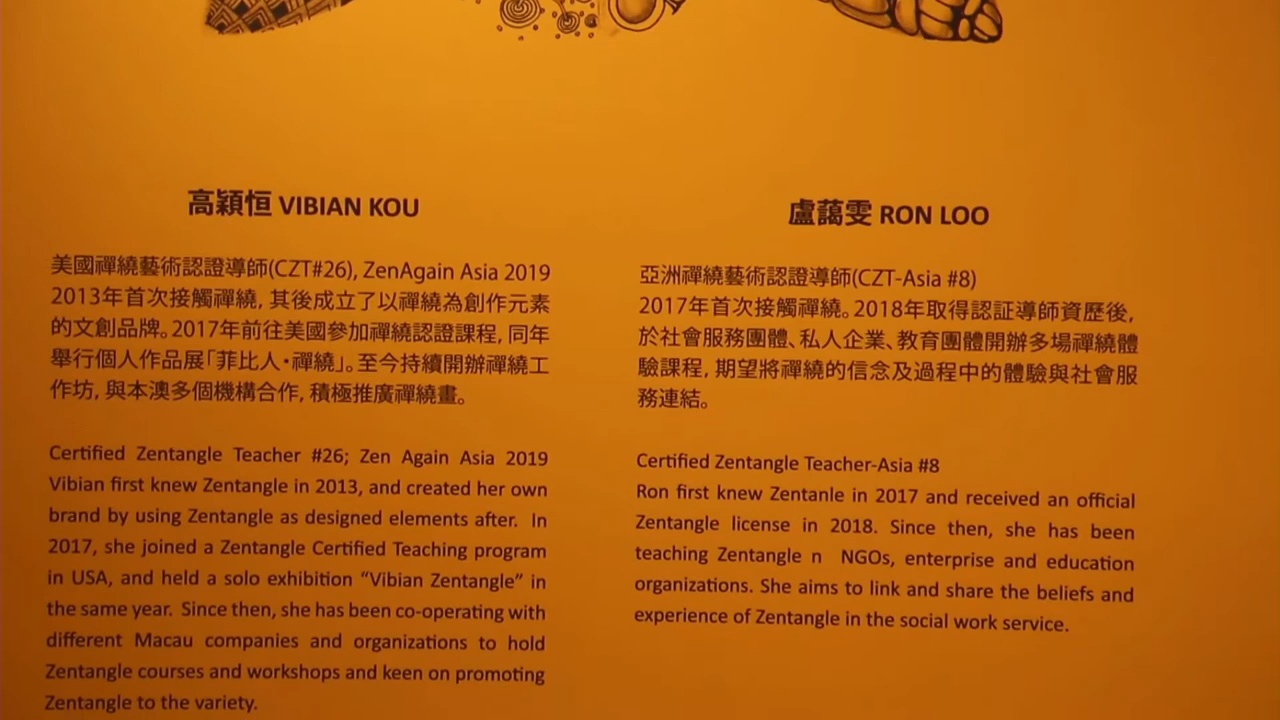 高穎恒 VIBIAN KOU
美國禪繞藝術認證導師(CZT#26), ZenAgain Asia 2019
2013年首次接觸禪繞, 其後成立了以禪繞為創作元素
的文創品牌。2017年前往美國參加禪繞認證課程, 同年
舉行個人作品展「菲比人·禪繞」。至今持續開辦禪繞工
作坊, 與本澳多個機構合作, 積極推廣禪繞畫。
Certified Zentangle Teacher #26; Zen Again Asia 2019
Vibian first knew Zentangle in 2013, and created her own
brand by using Zentangle as designed elements after. In
2017, she joined a Zentangle Certified Teaching program
in USA, and held a solo exhibition “Vibian Zentangle” in
the same year. Since then, she has been co-operating with
different Macau companies and organizations to hold
Zentangle courses and workshops and keen on promoting
Zentangle to the variety.
盧藹雯 RON LOO
亞洲禪繞藝術認證導師(CZT-Asia #8)
2017年首次接觸禪繞。2018年取得認証導師資歷後,
於社會服務團體、私人企業、教育團體開辦多場禪繞體
驗課程, 期望將禪繞的信念及過程中的體驗與社會服
務連結。
Certified Zentangle Teacher-Asia #8
Ron first knew Zentanle in 2017 and received an official
Zentangle license in 2018. Since then, she has been
teaching Zentangle n NGOs, enterprise and education
organizations. She aims to link and share the beliefs and
experience of Zentangle in the social work service.